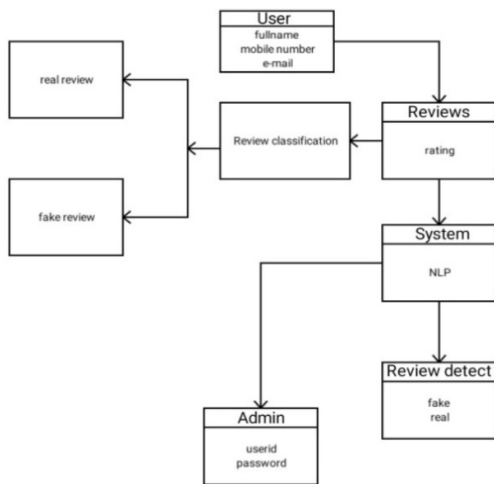 User
fullname
mobile number
e-mail
real review
Reviews
rating
Review classification
fake review
System
NLP
Review detect
fake
real
Admin
userid
password